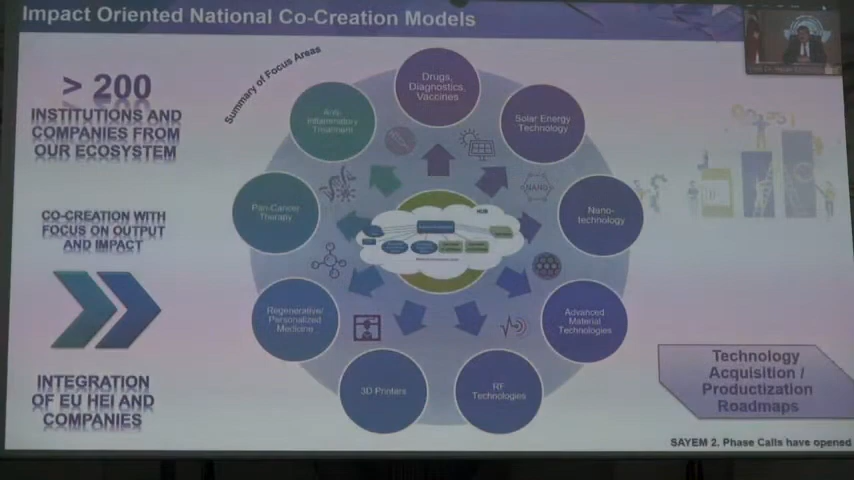 Impact Oriented National Co-Creation Models
> 200
INSTITUTIONS AND
COMPANIES FROM
OUR ECOSYSTEM
CO-CREATION WITH
FOCUS ON OUTPUT
AND IMPACT
INTEGRATION
OF EU HEI AND
COMPANIES
Summary of Focus Areas
Drugs,
Diagnostics,
Vaccines
Solar Energy
Technology
Nano-
technology
Advanced
Material
Technologies
RF
Technologies
3D Printers
Regenerative/
Personalized
Medicine
Pan-Cancer
Therapy
Anti-
Inflammatory
Treatment
NANO
Technology
Acquisition /
Productization
Roadmaps
SAYEM 2. Phase Calls have opened